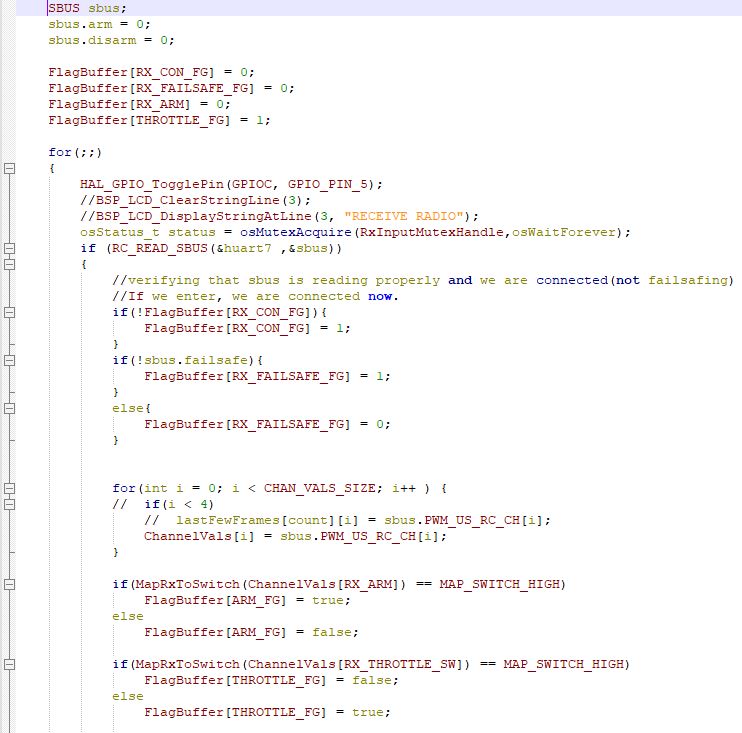 SBUS sbus;
sbus.arm = 0;
sbus.disarm = 0;
FlagBuffer[RX_CON_FG] = 0;
FlagBuffer[RX_FAILSAFE_FG] = 0;
FlagBuffer[RX_ARM] = 0;
FlagBuffer[THROTTLE_FG] = 1;
for(;;)
{
HAL_GPIO_TogglePin(GPIOC, GPIO_PIN_5);
//BSP_LCD_ClearStringLine(3);
//BSP_LCD_DisplayStringAtLine(3, "RECEIVE RADIO");
osStatus_t status = osMutexAcquire(RxInputMutexHandle,osWaitForever);
if (RC_READ_SBUS(&huart7 ,&sbus))
{
//verifying that sbus is reading properly and we are connected(not failsafing)
//If we enter, we are connected now.
if(!FlagBuffer[RX_CON_FG]){
FlagBuffer[RX_CON_FG] = 1;
}
if(!sbus.failsafe){
FlagBuffer[RX_FAILSAFE_FG] = 1;
}
else{
FlagBuffer[RX_FAILSAFE_FG] = 0;
}
for(int i = 0; i < CHAN_VALS_SIZE; i++ ) {
//  if(i < 4)
//  lastFewFrames[count][i] = sbus.PWM_US_RC_CH[i];
ChannelVals[i] = sbus.PWM_US_RC_CH[i];
}
if(MapRxToSwitch(ChannelVals[RX_ARM]) == MAP_SWITCH_HIGH)
FlagBuffer[ARM_FG] = true;
else
FlagBuffer[ARM_FG] = false;
if(MapRxToSwitch(ChannelVals[RX_THROTTLE_SW]) == MAP_SWITCH_HIGH)
FlagBuffer[THROTTLE_FG] = false;
else
FlagBuffer[THROTTLE_FG] = true;